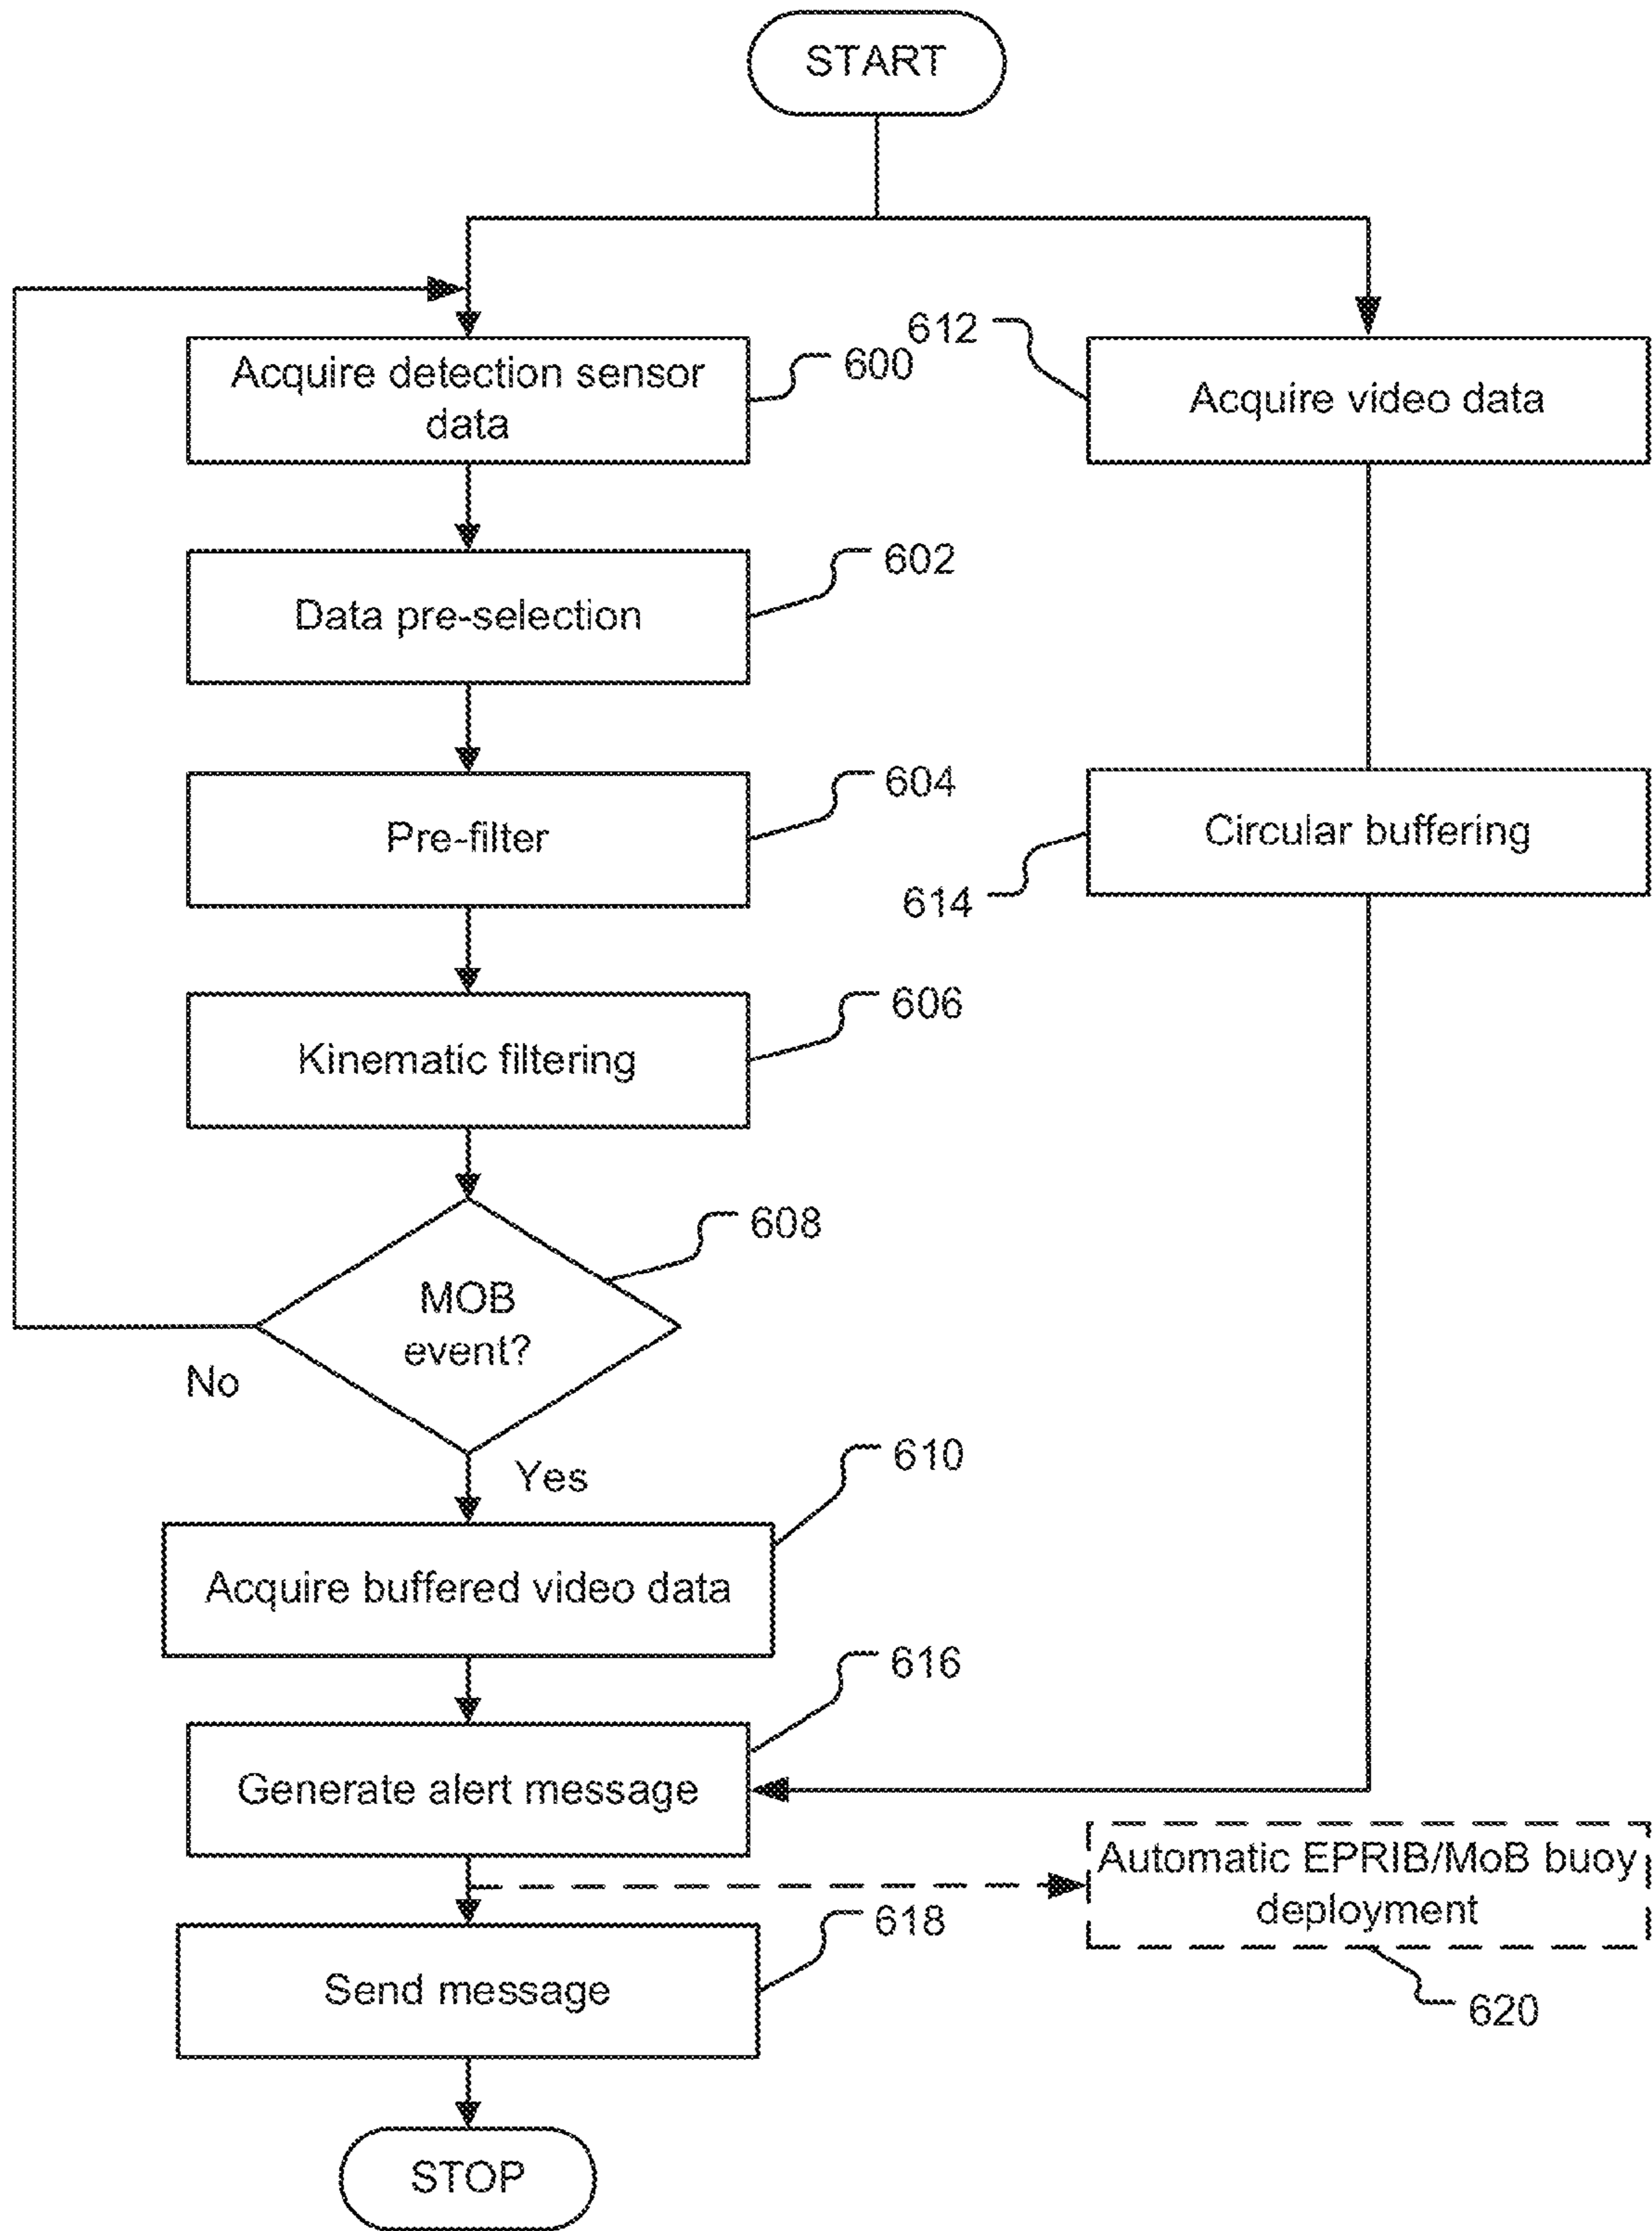 START
612
600
Acquire detection sensor
data
Acquire video data
602
Data pre-selection
604
Pre-filter
Circular buffering
614
606
Kinematic filtering
608
MOB
event?
No
Yes
610
Acquire buffered video data
616
Generate alert message
Automatic EPRIB/MoB buoy
deployment
618
Send message
620
STOP